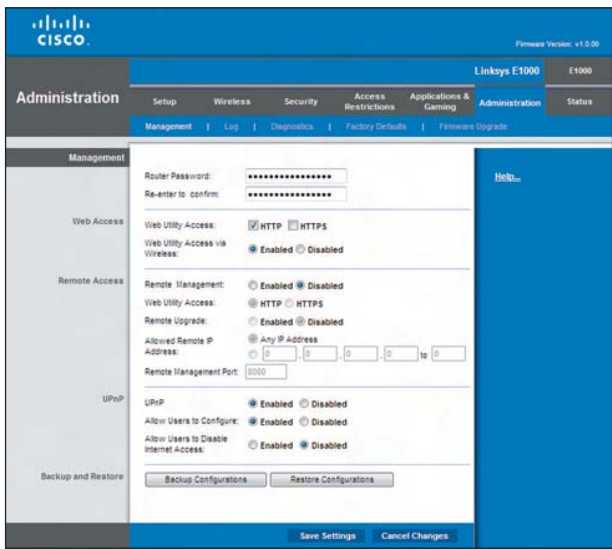 CISCO.
Firmware Version: v1.0.00
Linksys E1000 E1000
Administration
Setup Wireless Security Access Restrictions Applications & Gaming Administration Status
Management | Log | Diagnostics | Factory Defaults | Firmware Upgrade
Management
Router Password: ••••••••••••••••
Re-enter to confirm: ••••••••••••••••
Help...
Web Access
Web Utility Access: HTTP HTTPS
Web Utility Access via Wireless: Enabled Disabled
Remote Access
Remote Management: Enabled Disabled
Web Utility Access: HTTP HTTPS
Remote Upgrade: Enabled Disabled
Allowed Remote IP Address: Any IP Address
0 . 0 . 0 . 0 to 0
Remote Management Port: 8080
UPnP
UPnP Enabled Disabled
Allow Users to Configure: Enabled Disabled
Allow Users to Disable Internet Access: Enabled Disabled
Backup and Restore
Backup Configurations Restore Configurations
Save Settings Cancel Changes